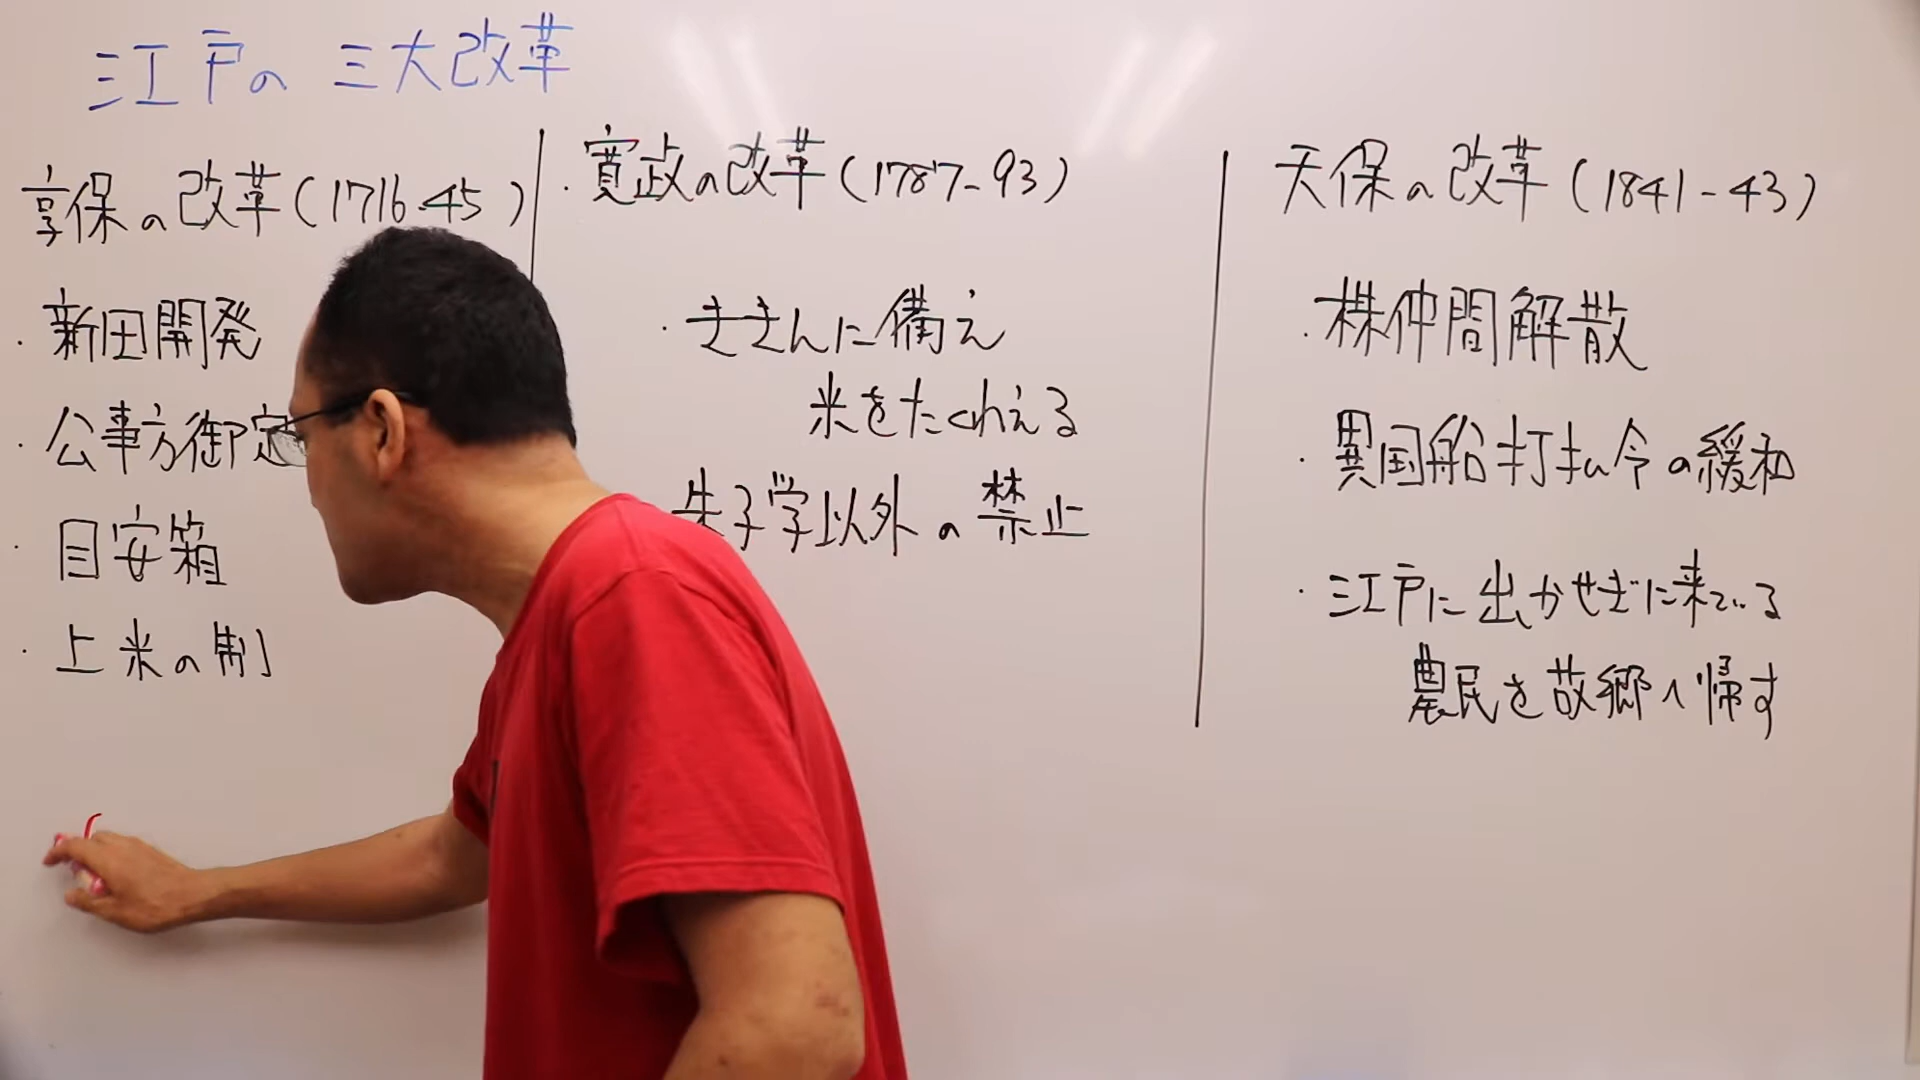 江戸の三大改革
享保の改革(1716-45)
・新田開発
・公事方御定
・目安箱
・上米の制
・寛政の改革(1787-93)
・ききんに備え
米をたくわえる
朱子学以外の禁止
天保の改革(1841-43)
・株仲間解散
・異国船打払令の緩和
・江戸に出かせぎに来ている
農民を故郷へ帰す